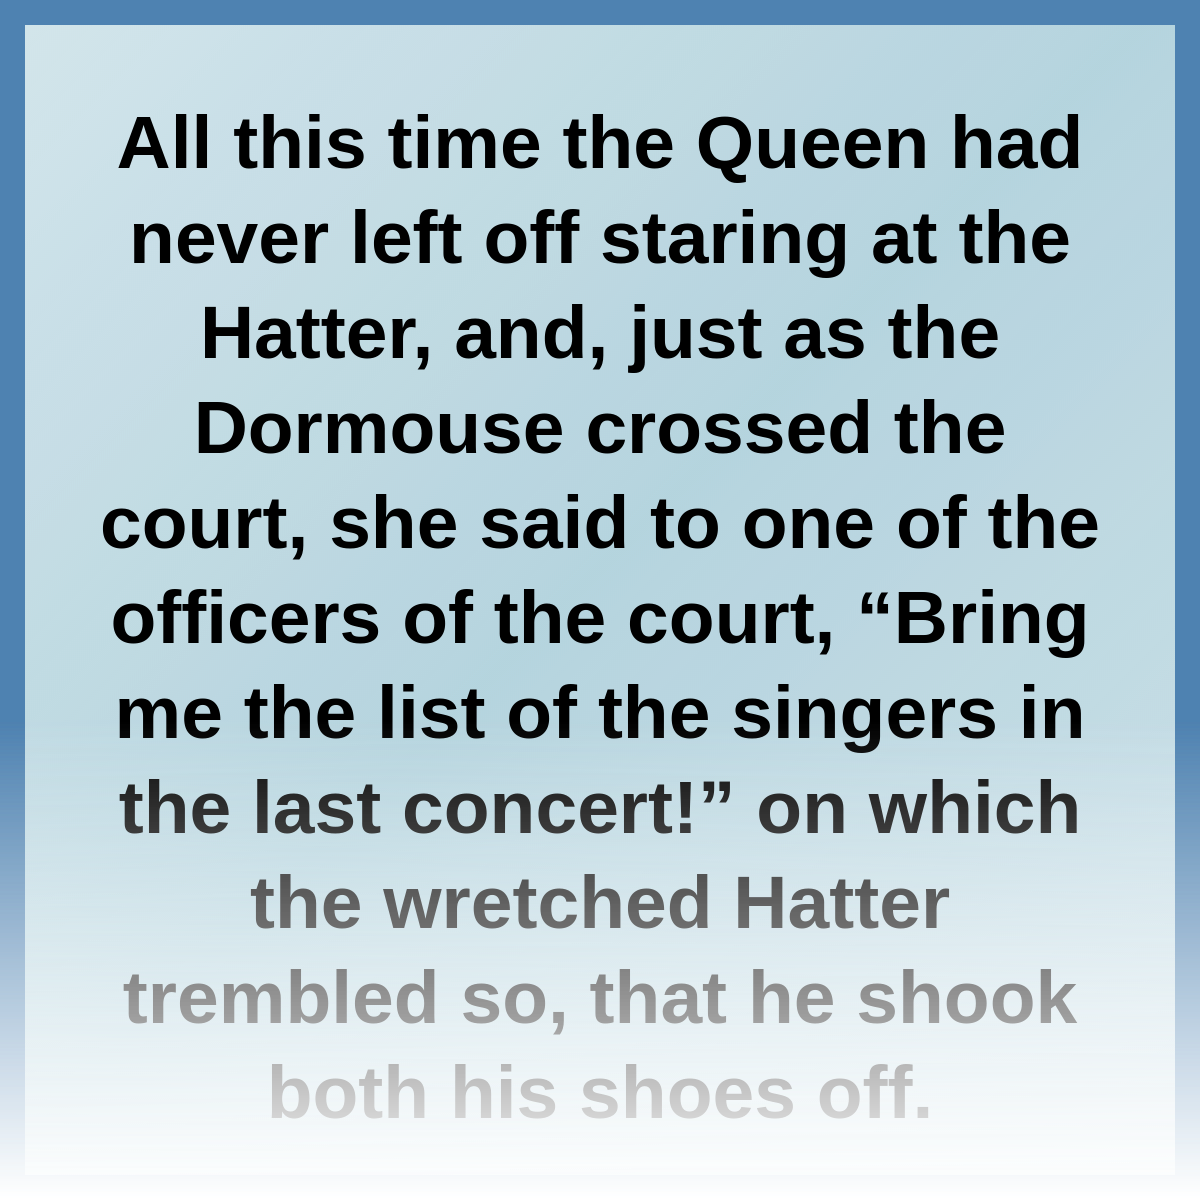 All this time the Queen had
never left off staring at the
Hatter, and, just as the
Dormouse crossed the
court, she said to one of the
officers of the court, “Bring
me the list of the singers in
the last concert!” on which
the wretched Hatter
trembled so, that he shook
both his shoes off.